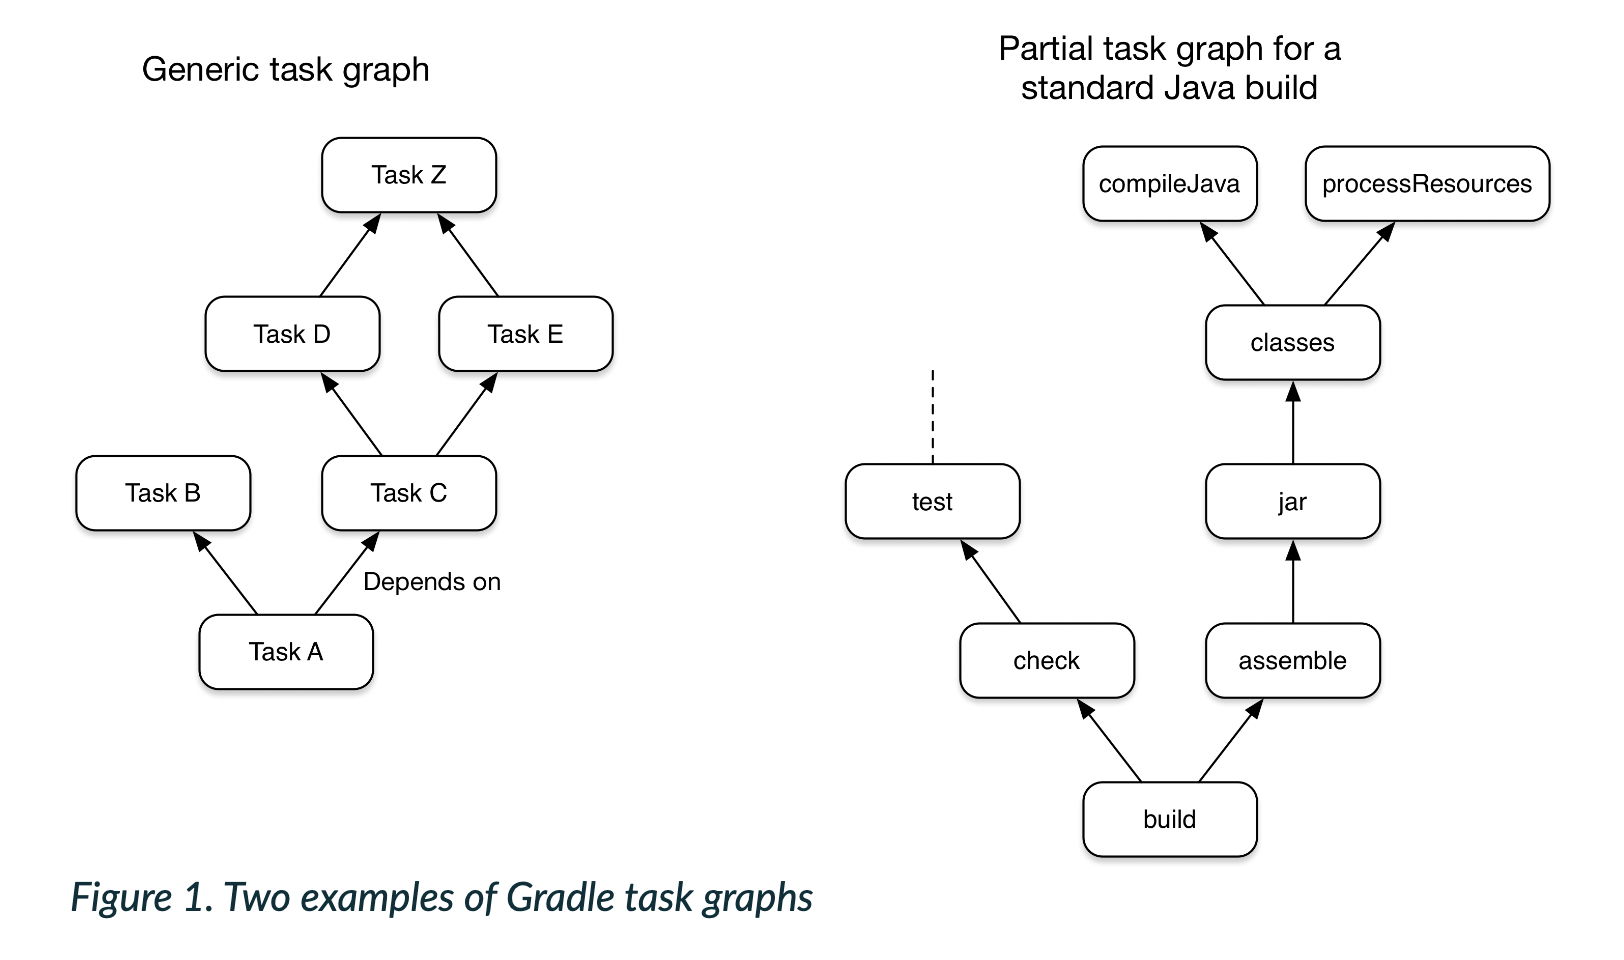 Generic task graph
Task Z
Task D
Task E
Task B
Task C
Depends on
Task A
Partial task graph for a
standard Java build
compileJava
processResources
classes
test
jar
check
assemble
build
Figure 1. Two examples of Gradle task graphs